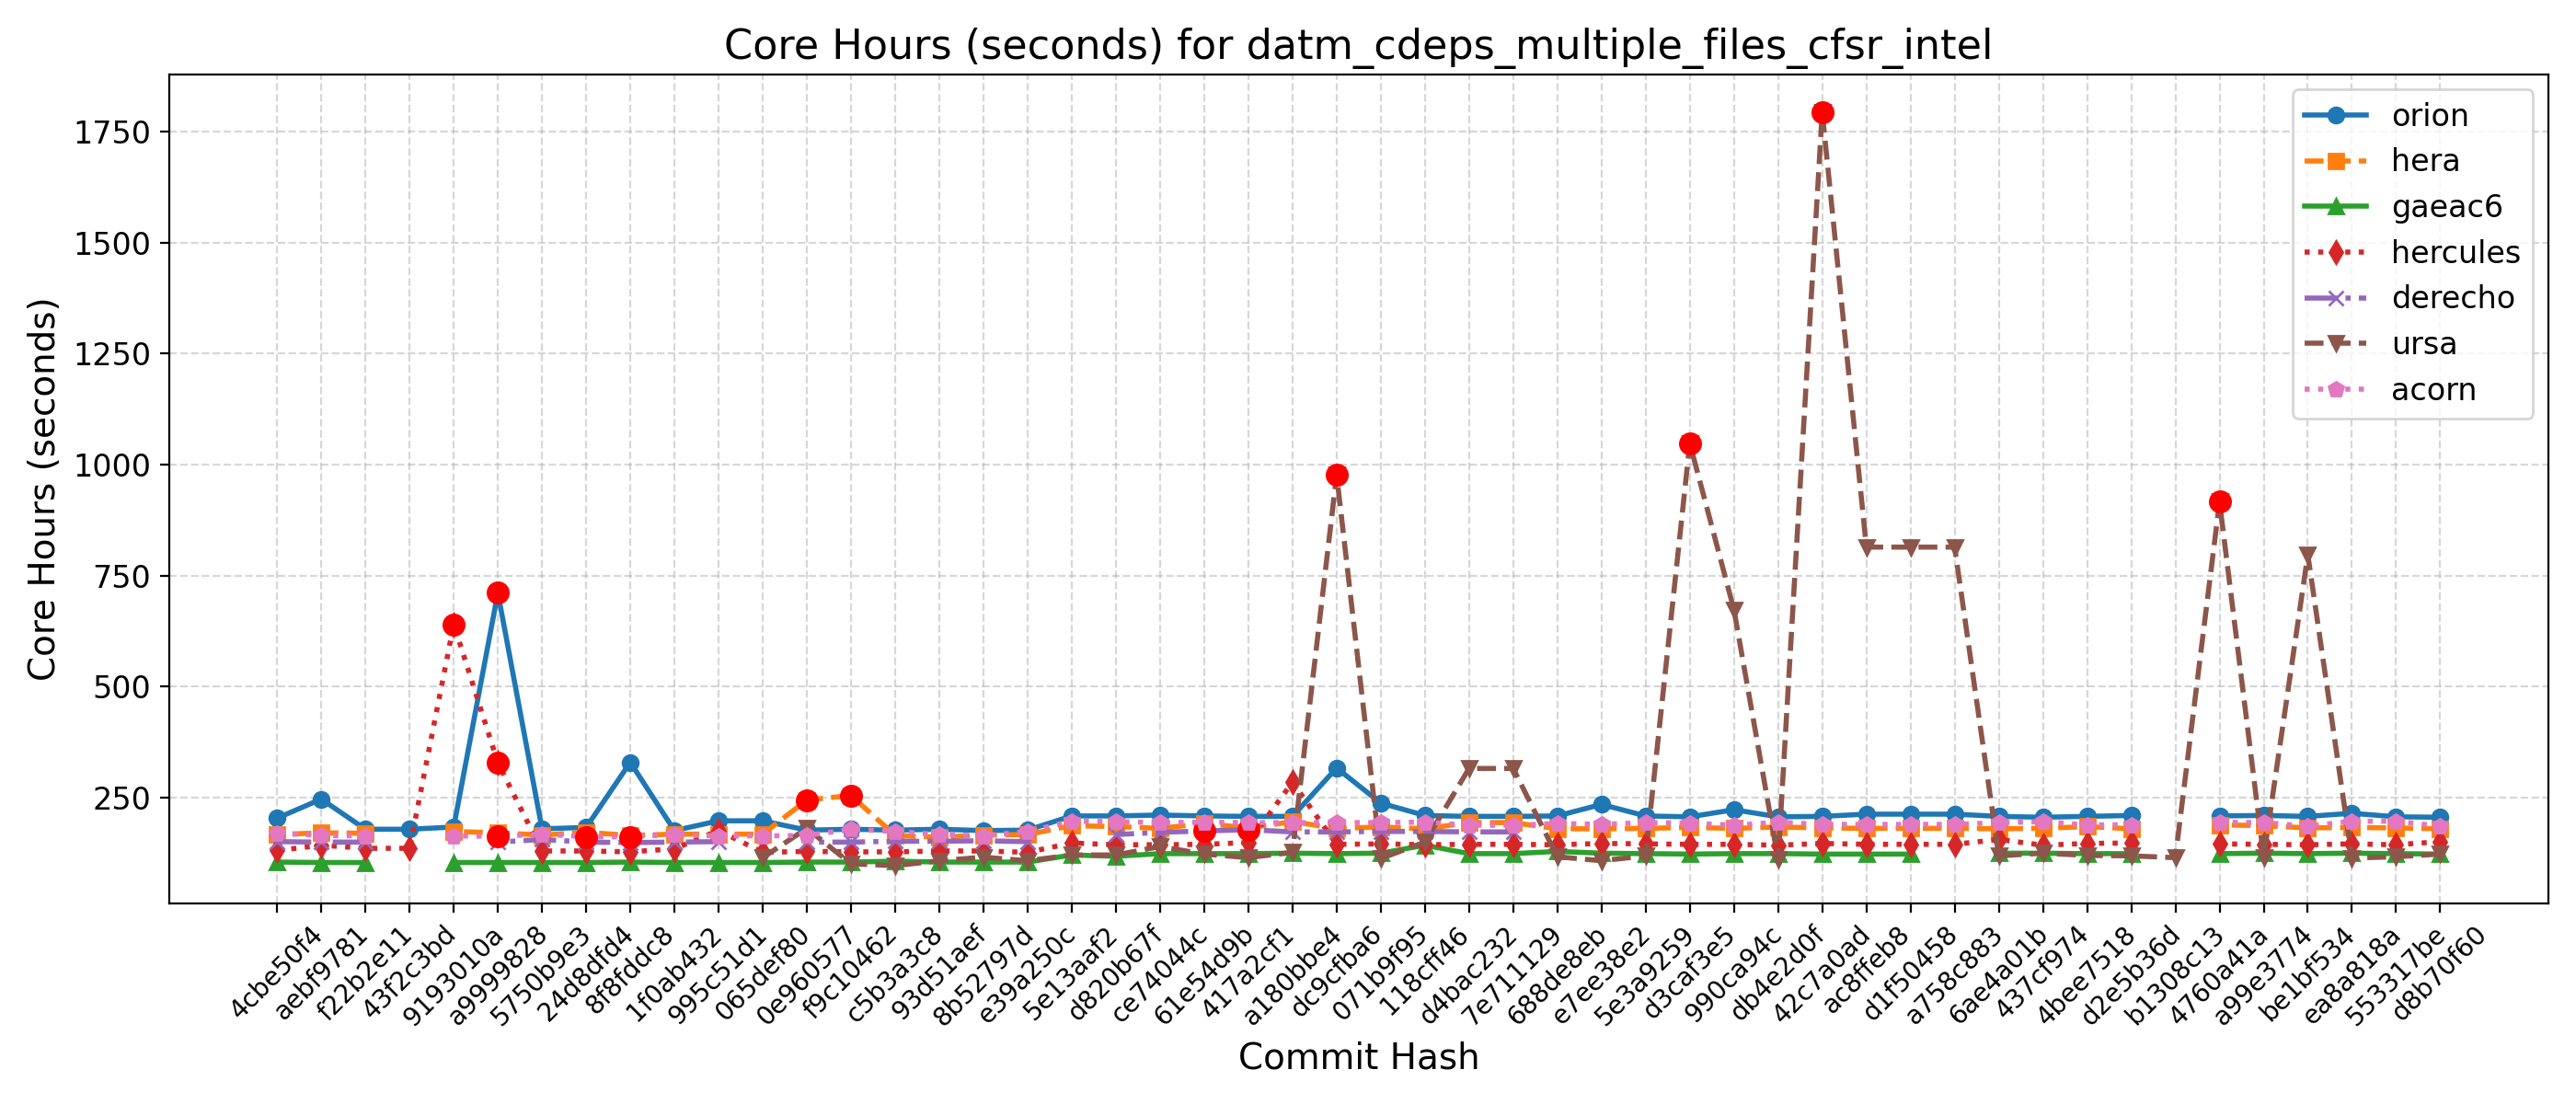 Core Hours (seconds) for datm_cdeps_multiple_files_cfsr_intel
Core Hours (seconds)
1750
1500
1250
1000
750
500
250
orion
hera
gaeac6
hercules
derecho
ursa
acorn
4cbe50f4
aebf9781
f22b2e11
43f2c3bd
9193010a
a9999828
5750b9e3
24d8dfd4
8f8fddc8
1f0ab432
995c51d1
065def80
0e960577
f9c10462
c5b3a3c8
93d51aef
8b52797d
e39a250c
5e13aaf2
d820b67f
ce74044c
61e54d9b
417a2cf1
a180bbe4
dc9cfba6
071b9f95
118cff46
d4bac232
7e711129
688de8eb
e7ee38e2
5e3a9259
d3caf3e5
990ca94c
db4e2d0f
42c7a0ad
ac8ffeb8
d1f50458
a758c883
6ae4a01b
437cf974
4bee7518
d2e5b36d
b1308c13
4760a41a
a99e3774
be1bf534
ea8a818a
553317be
d8b70f60
Commit Hash